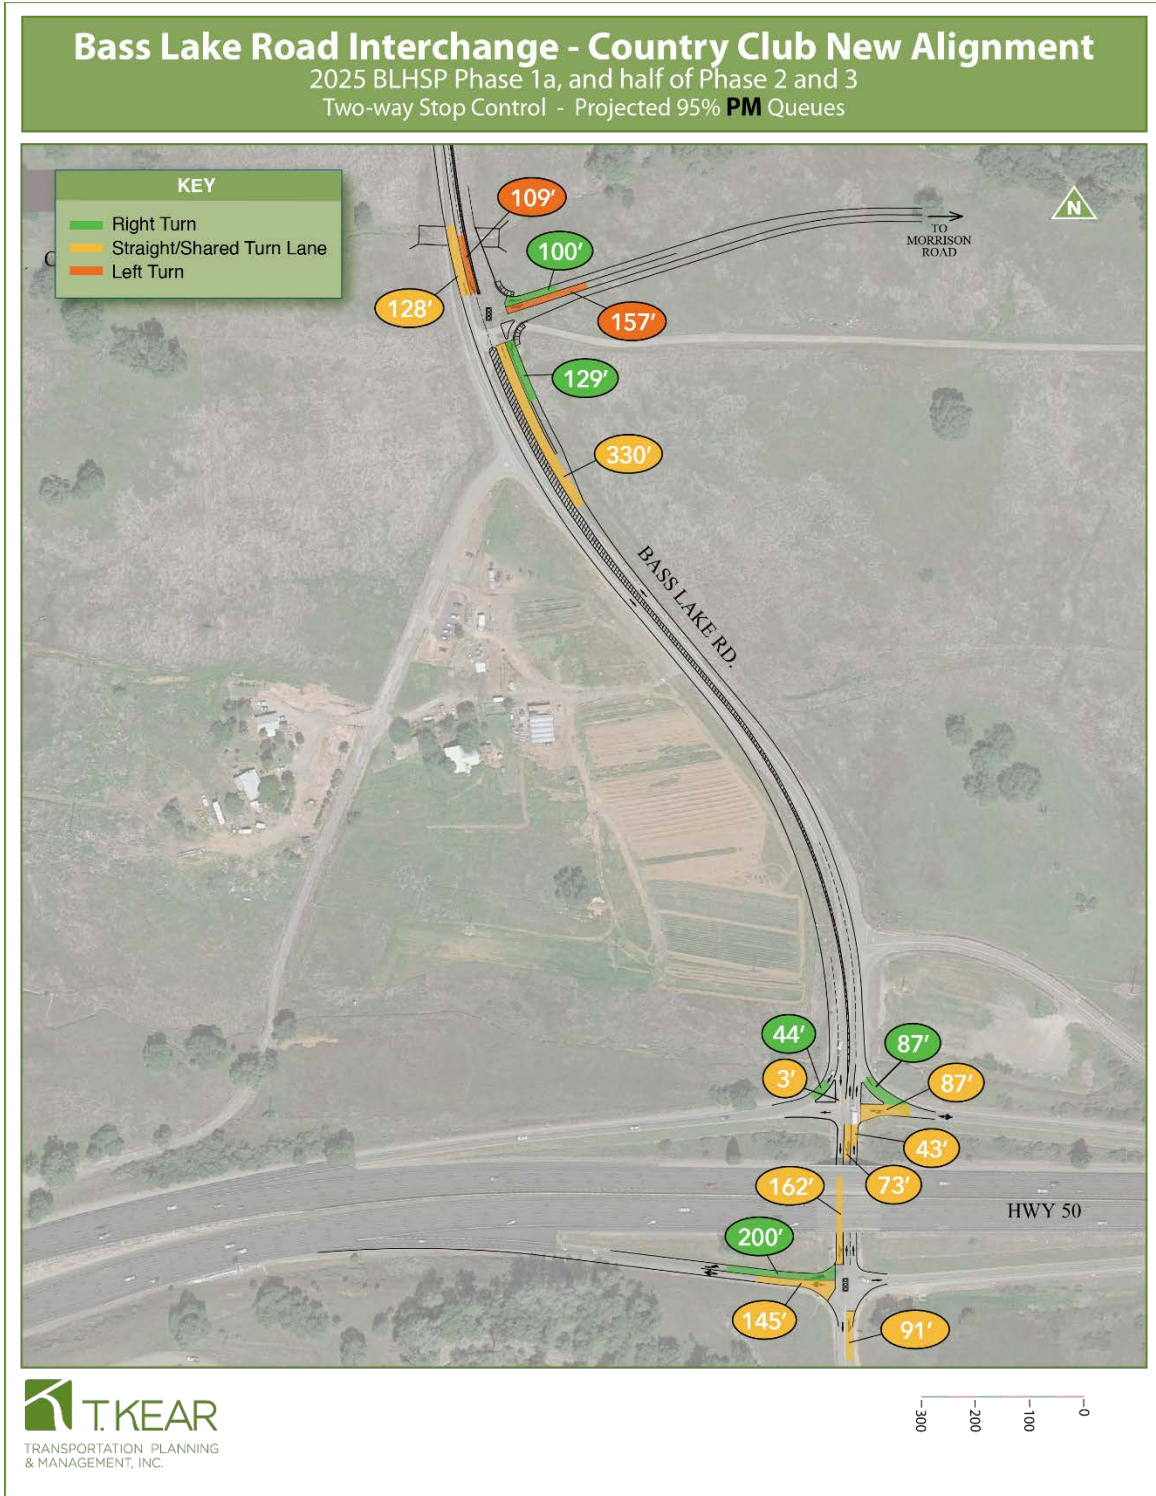 Bass Lake Road Interchange - Country Club New Alignment
2025 BLHSP Phase 1a, and half of Phase 2 and 3
Two-way Stop Control - Projected 95% PM Queues
KEY
Right Turn
Straight/Shared Turn Lane
Left Turn
C
109’
100’
N
TO
MORRISON
ROAD
128’
157’
129’
330’
BASS LAKE RD.
44’
87’
3’
87’
43’
162’
73’
HWY 50
200’
145’
91’
T. KEAR
TRANSPORTATION PLANNING
& MANAGEMENT, INC.
-300
-200
-100
-0